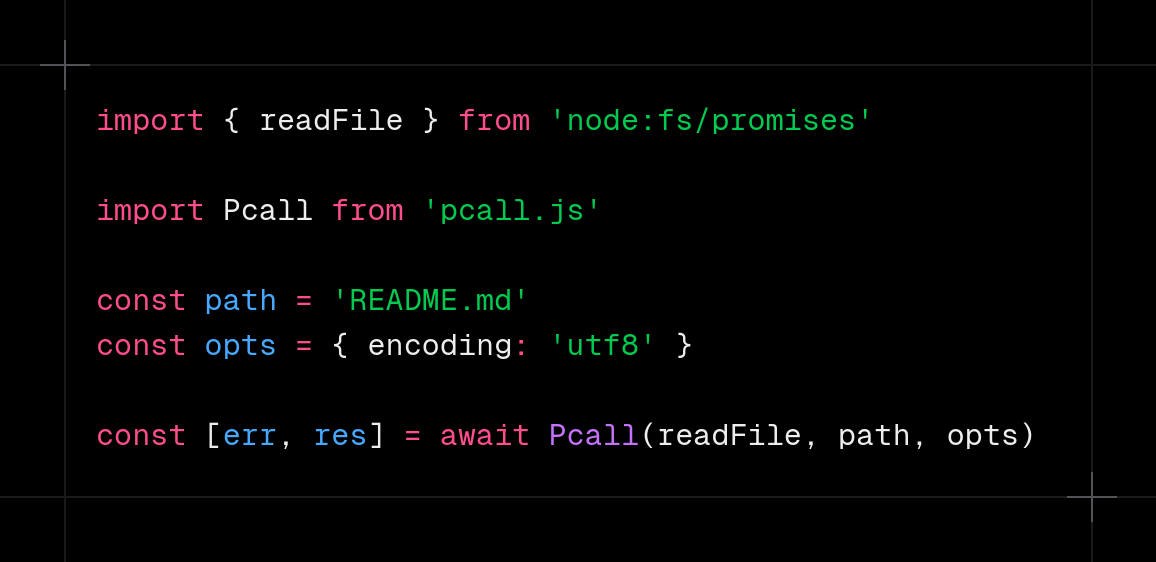 import { readFile } from 'node:fs/promises'
import Pcall from 'pcall.js'
const path = 'README.md'
const opts = { encoding: 'utf8' }
const [err, res] = await Pcall(readFile, path, opts)